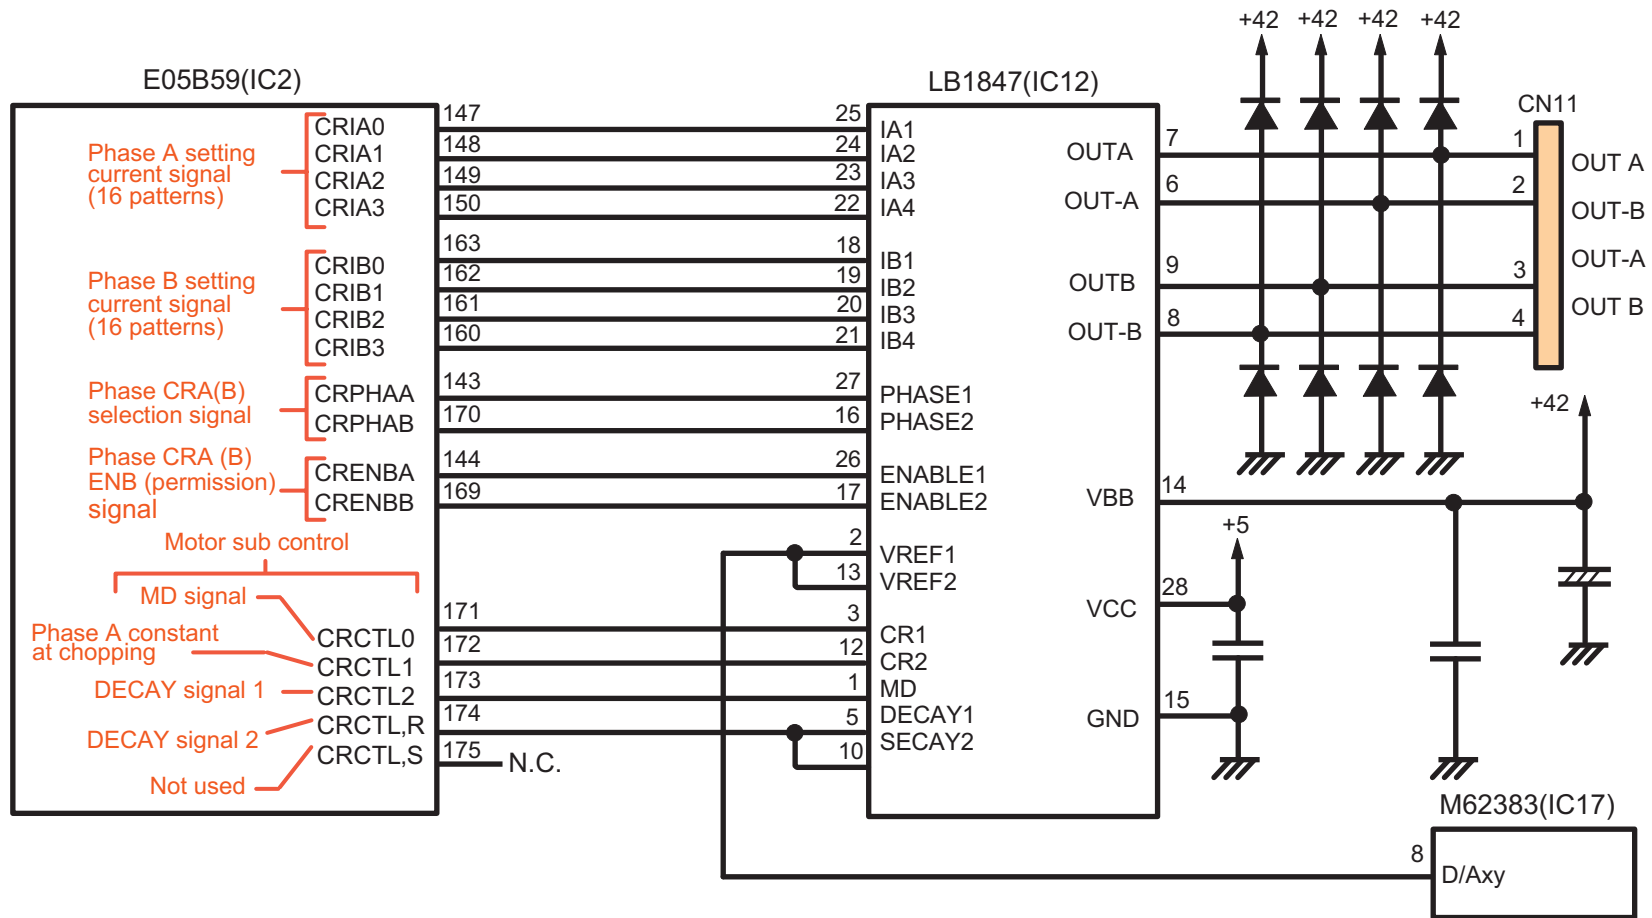 E05B59(IC2)
Phase A setting
current signal
(16 patterns)
CRIA0
CRIA1
CRIA2
CRIA3
Phase B setting
current signal
(16 patterns)
CRIB0
CRIB1
CRIB2
CRIB3
Phase CRA(B)
selection signal
CRPHAA
CRPHAB
Phase CRA (B)
ENB (permission)
signal
CRENBA
CRENBB
Motor sub control
MD signal
Phase A constant
at chopping
DECAY signal 1
DECAY signal 2
Not used
CRCTL0
CRCTL1
CRCTL2
CRCTL,R
CRCTL,S
147
148
149
150
163
162
161
160
143
170
144
169
171
172
173
174
175
N.C.
LB1847(IC12)
25
24
23
22
18
19
20
21
27
16
26
17
2
13
3
12
1
5
10
IA1
IA2
IA3
IA4
IB1
IB2
IB3
IB4
PHASE1
PHASE2
ENABLE1
ENABLE2
VREF1
VREF2
CR1
CR2
MD
DECAY1
SECAY2
OUTA
OUT-A
OUTB
OUT-B
VBB
VCC
GND
7
6
9
8
14
28
15
+42
+42
+42
+42
CN11
1
2
3
4
OUT A
OUT-B
OUT-A
OUT B
+42
+5
M62383(IC17)
8
D/Axy